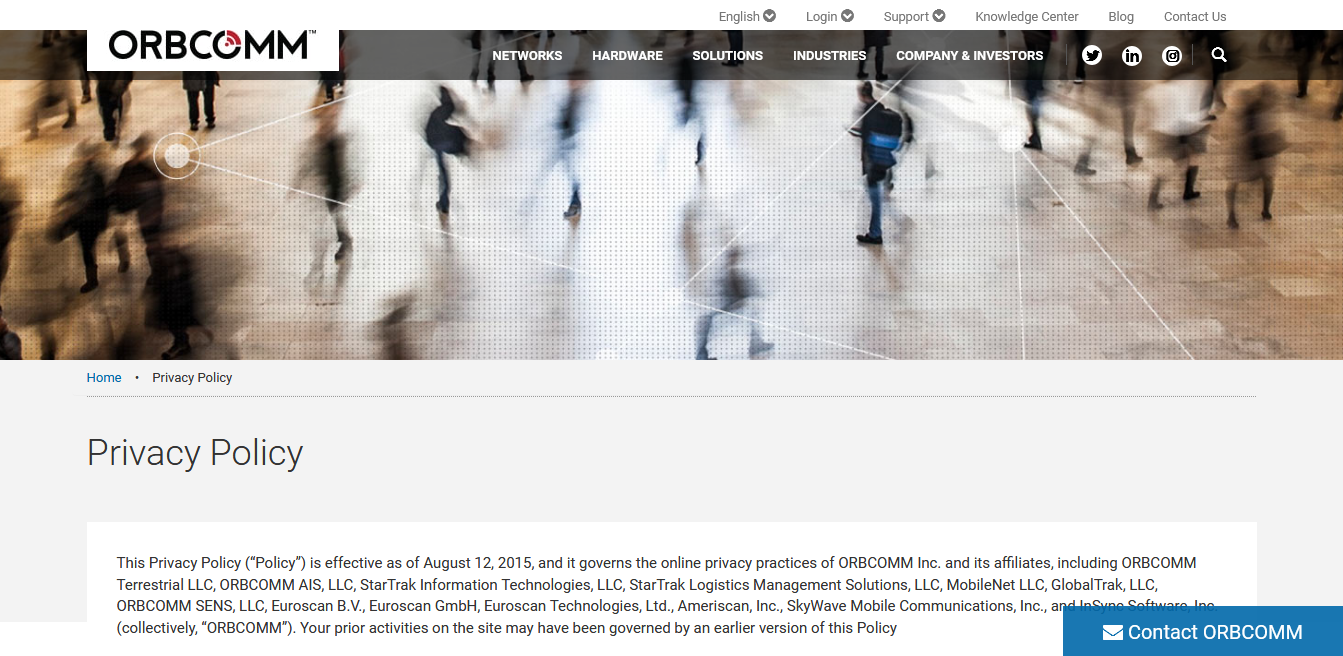 English Login Support Knowledge Center Blog Contact Us
ORBCOMM™
NETWORKS HARDWARE SOLUTIONS INDUSTRIES COMPANY & INVESTORS
Home • Privacy Policy
Privacy Policy
This Privacy Policy (“Policy”) is effective as of August 12, 2015, and it governs the online privacy practices of ORBCOMM Inc. and its affiliates, including ORBCOMM
Terrestrial LLC, ORBCOMM AIS, LLC, StarTrak Information Technologies, LLC, StarTrak Logistics Management Solutions, LLC, MobileNet LLC, GlobalTrak, LLC,
ORBCOMM SENS, LLC, Euroscan B.V., Euroscan GmbH, Euroscan Technologies, Ltd., Ameriscan, Inc., SkyWave Mobile Communications, Inc., and InSync Software, Inc.
(collectively, “ORBCOMM”). Your prior activities on the site may have been governed by an earlier version of this Policy
Contact ORBCOMM